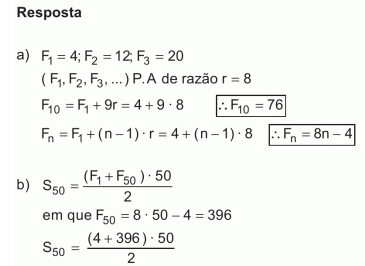 Resposta
a) F₁ = 4; F₂ = 12; F₃ = 20
( F₁, F₂, F₃, ... ) P.A de razão r = 8
F₁₀ = F₁ + 9r = 4 + 9 · 8 ∴ F₁₀ = 76
Fₙ = F₁ + (n − 1) · r = 4 + (n − 1) · 8 ∴ Fₙ = 8n − 4
b) S₅₀ = (F₁ + F₅₀ ) · 50 / 2
em que F₅₀ = 8 · 50 − 4 = 396
S₅₀ = (4 + 396) · 50 / 2